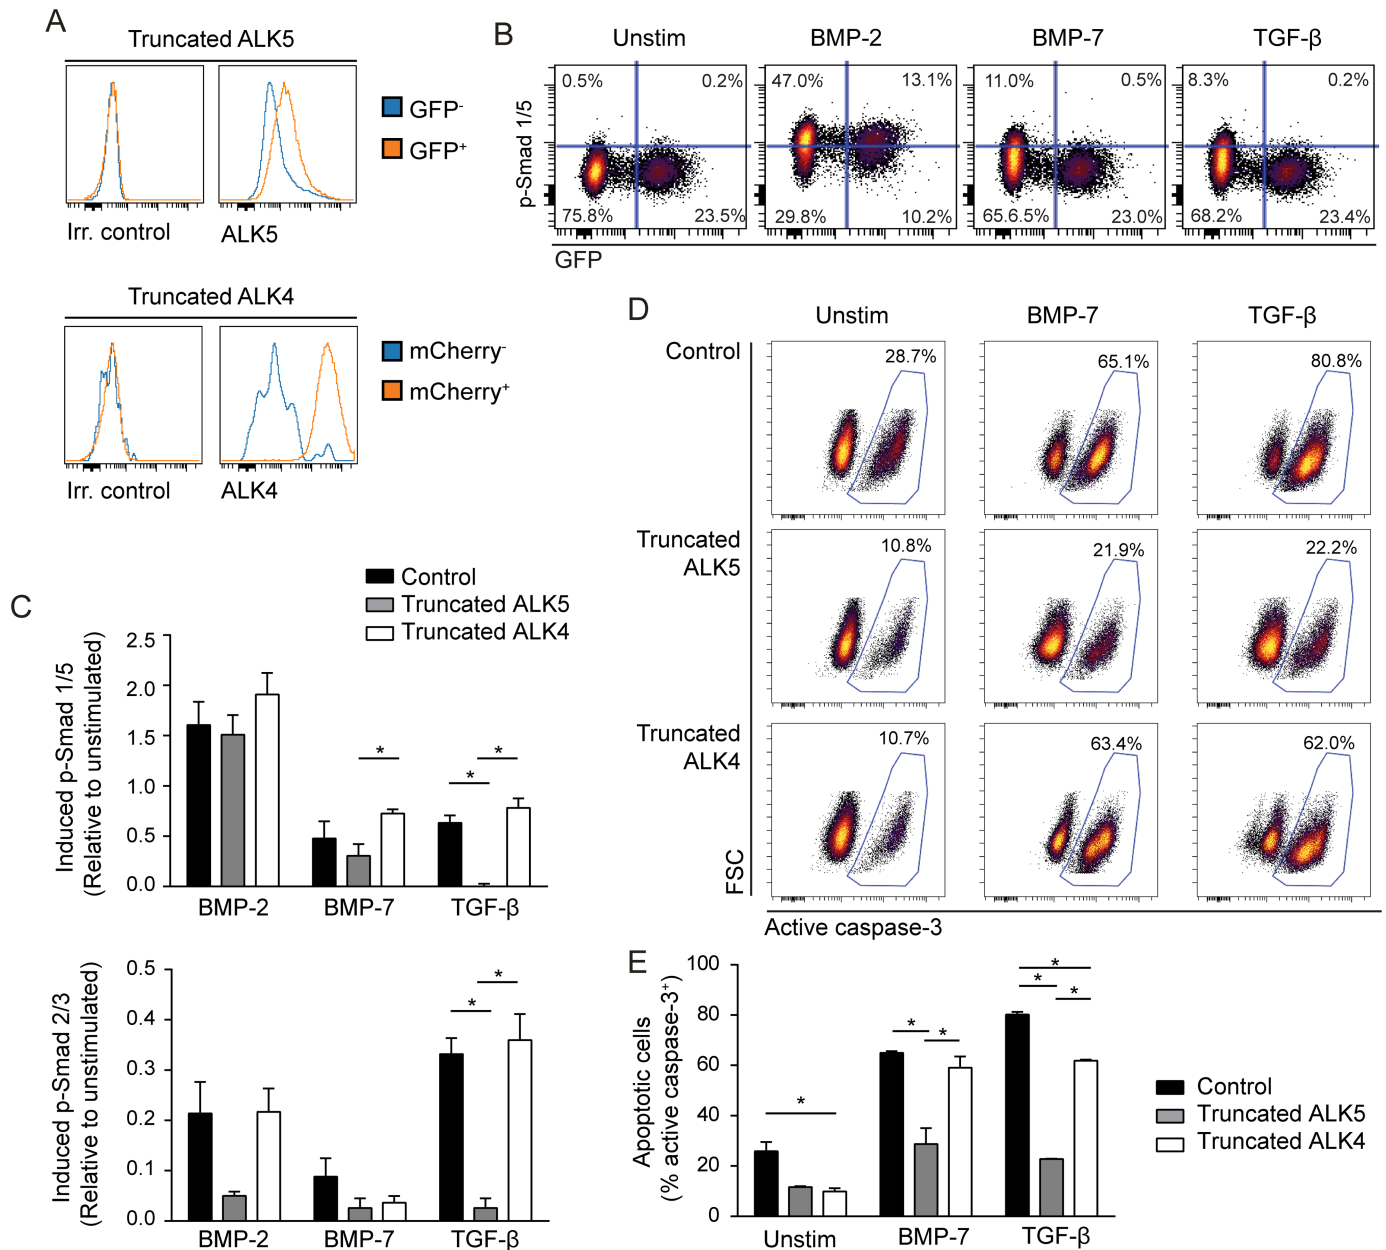 A
Truncated ALK5
GFP-
GFP+
Irr. control
ALK5
Truncated ALK4
mCherry-
mCherry+
Irr. control
ALK4
B
Unstim
BMP-2
BMP-7
TGF-β
p-Smad 1/5
0.5%
0.2%
47.0%
13.1%
11.0%
0.5%
8.3%
0.2%
75.8%
23.5%
29.8%
10.2%
65.6.5%
23.0%
68.2%
23.4%
GFP
C
Control
Truncated ALK5
Truncated ALK4
Induced p-Smad 1/5
(Relative to unstimulated)
2.5
2.0
1.5
1.0
0.5
0.0
*
*
*
BMP-2
BMP-7
TGF-β
Induced p-Smad 2/3
(Relative to unstimulated)
0.5
0.4
0.3
0.2
0.1
0.0
*
*
BMP-2
BMP-7
TGF-β
D
Unstim
BMP-7
TGF-β
Control
28.7%
65.1%
80.8%
Truncated
ALK5
10.8%
21.9%
22.2%
Truncated
ALK4
10.7%
63.4%
62.0%
FSC
Active caspase-3
E
Apoptotic cells
(% active caspase-3+)
100
80
60
40
20
0
*
*
*
*
*
*
Unstim
BMP-7
TGF-β
Control
Truncated ALK5
Truncated ALK4